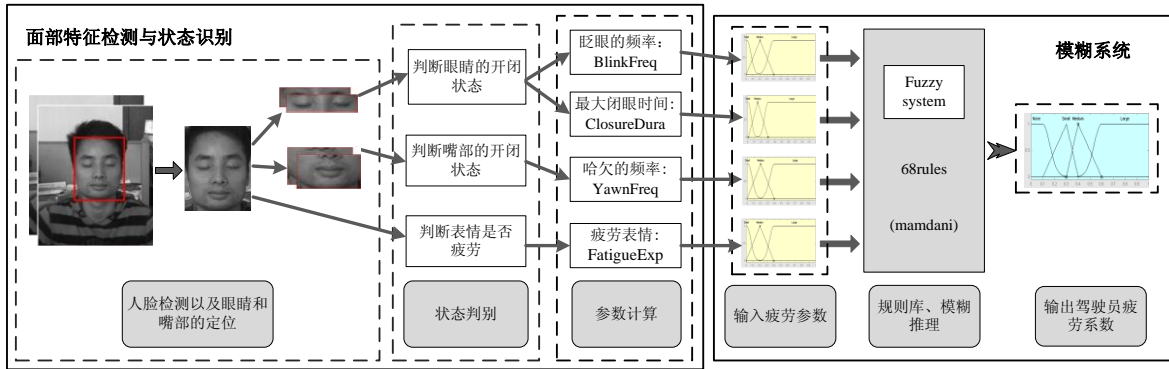 面部特征检测与状态识别
模糊系统
判断眼睛的开闭
状态
判断嘴部的开闭
状态
判断表情是否
疲劳
眨眼的频率：
BlinkFreq
最大闭眼时间：
ClosureDura
哈欠的频率：
YawnFreq
疲劳表情：
FatigueExp
Fuzzy
system
68rules
(mamdani)
None
Small
Medium
Large
人脸检测以及眼睛和
嘴部的定位
状态判别
参数计算
输入疲劳参数
规则库、模糊
推理
输出驾驶员疲
劳系数